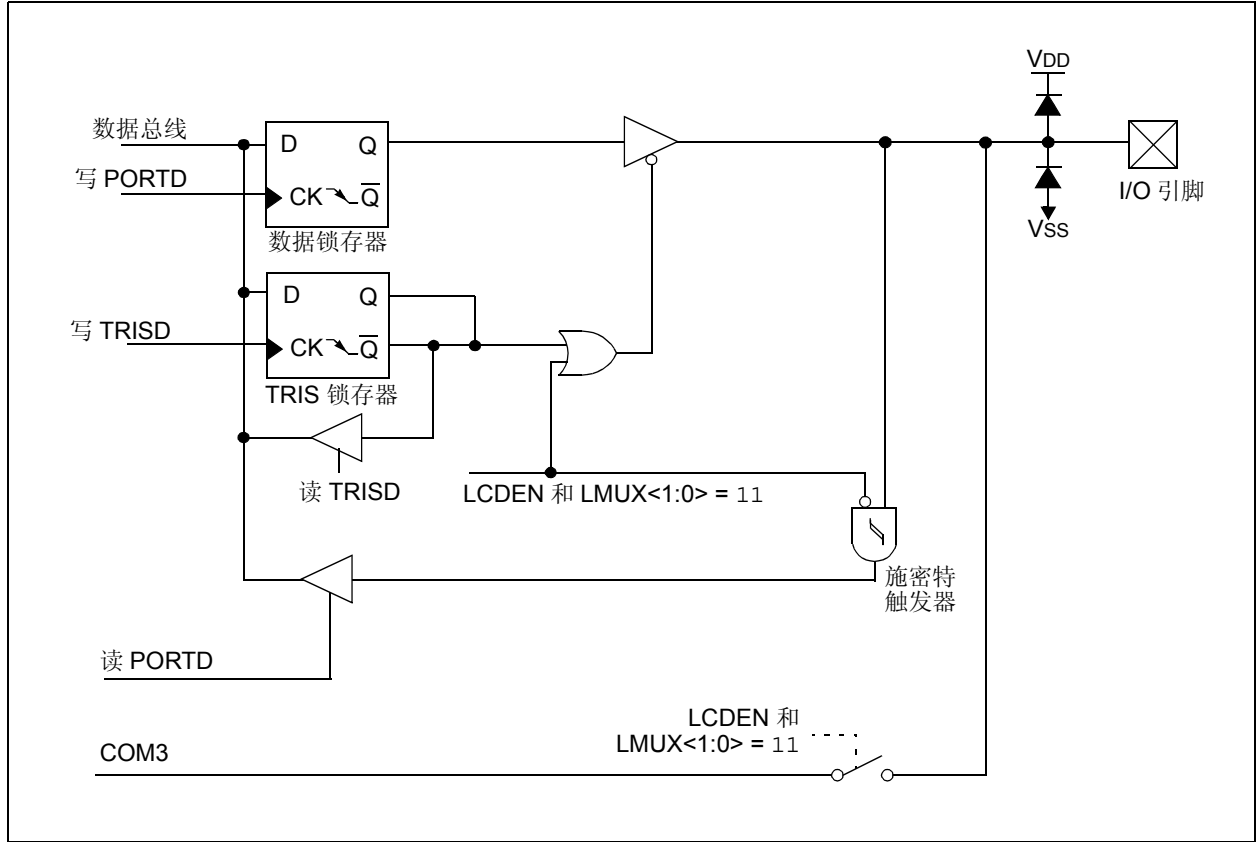 VDD
数据总线
D Q
写 PORTD
CK Q̅
I/O 引脚
VSS
数据锁存器
D Q
写 TRISD
CK Q̅
TRIS 锁存器
读 TRISD
LCDEN 和 LMUX<1:0> = 11
施密特
触发器
读 PORTD
LCDEN 和
LMUX<1:0> = 11
COM3